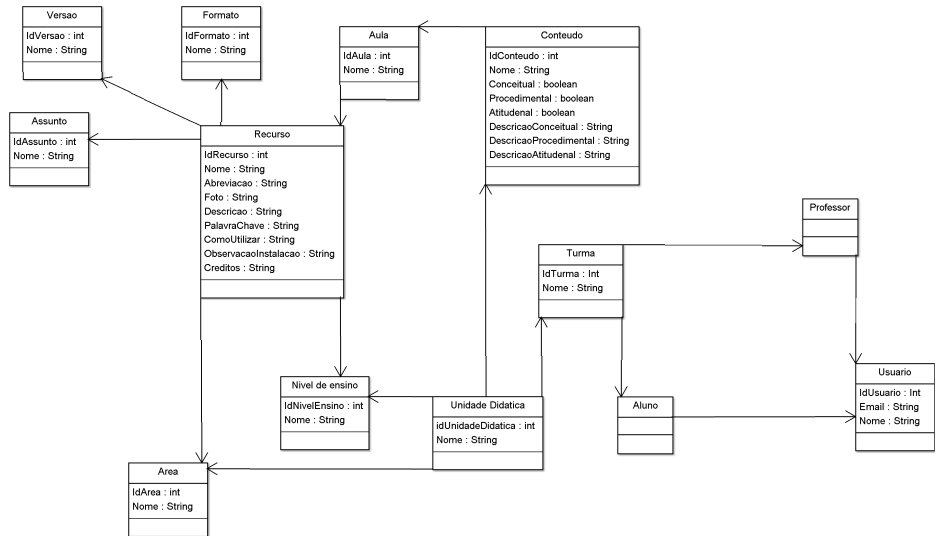 Versao
IdVersao : int
Nome : String
Formato
IdFormato : int
Nome : String
Aula
IdAula : int
Nome : String
Conteudo
IdConteudo : int
Nome : String
Conceitual : boolean
Procedimental : boolean
Atitudenal : boolean
DescricaoConceitual : String
DescricaoProcedimental : String
DescricaoAtitudenal : String
Assunto
IdAssunto : int
Nome : String
Recurso
IdRecurso : int
Nome : String
Abreviacao : String
Foto : String
Descricao : String
PalavraChave : String
ComoUtilizar : String
ObservacaoInstalacao : String
Creditos : String
Professor
Turma
IdTurma : Int
Nome : String
Nivel de ensino
IdNivelEnsino : int
Nome : String
Unidade Didatica
idUnidadeDidatica : int
Nome : String
Aluno
Usuario
IdUsuario : Int
Email : String
Nome : String
Area
IdArea : int
Nome : String